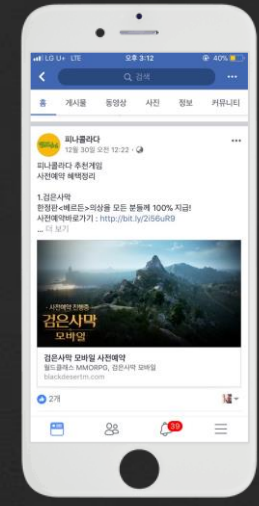 LG U+ LTE 오후 3:12 40%
검색
홈 게시물 동영상 사진 정보 커뮤니티
피나콜라다
12월 30일 오전 12:22
피나콜라다 추천게임
사전예약 혜택정리
1.검은사막
한정판<베르든>의상을 모든 분들께 100% 지급!
사전예약바로가기 : http://bit.ly/2i56uR9
... 더 보기
- 사전예약 진행중 -
검은사막
모바일
검은사막 모바일 사전예약
월드클래스 MMORPG, 검은사막 모바일
blackdesertm.com
2개
39